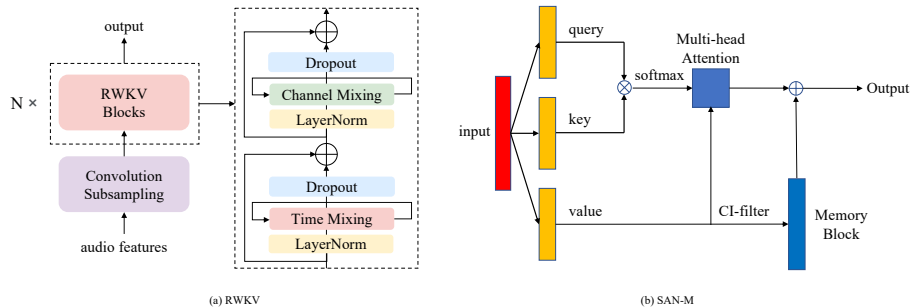 output
N ×
RWKV
Blocks
Convolution
Subsampling
audio features
Dropout
Channel Mixing
LayerNorm
Dropout
Time Mixing
LayerNorm
(a) RWKV
input
query
key
value
softmax
Multi-head
Attention
Output
CI-filter
Memory
Block
(b) SAN-M